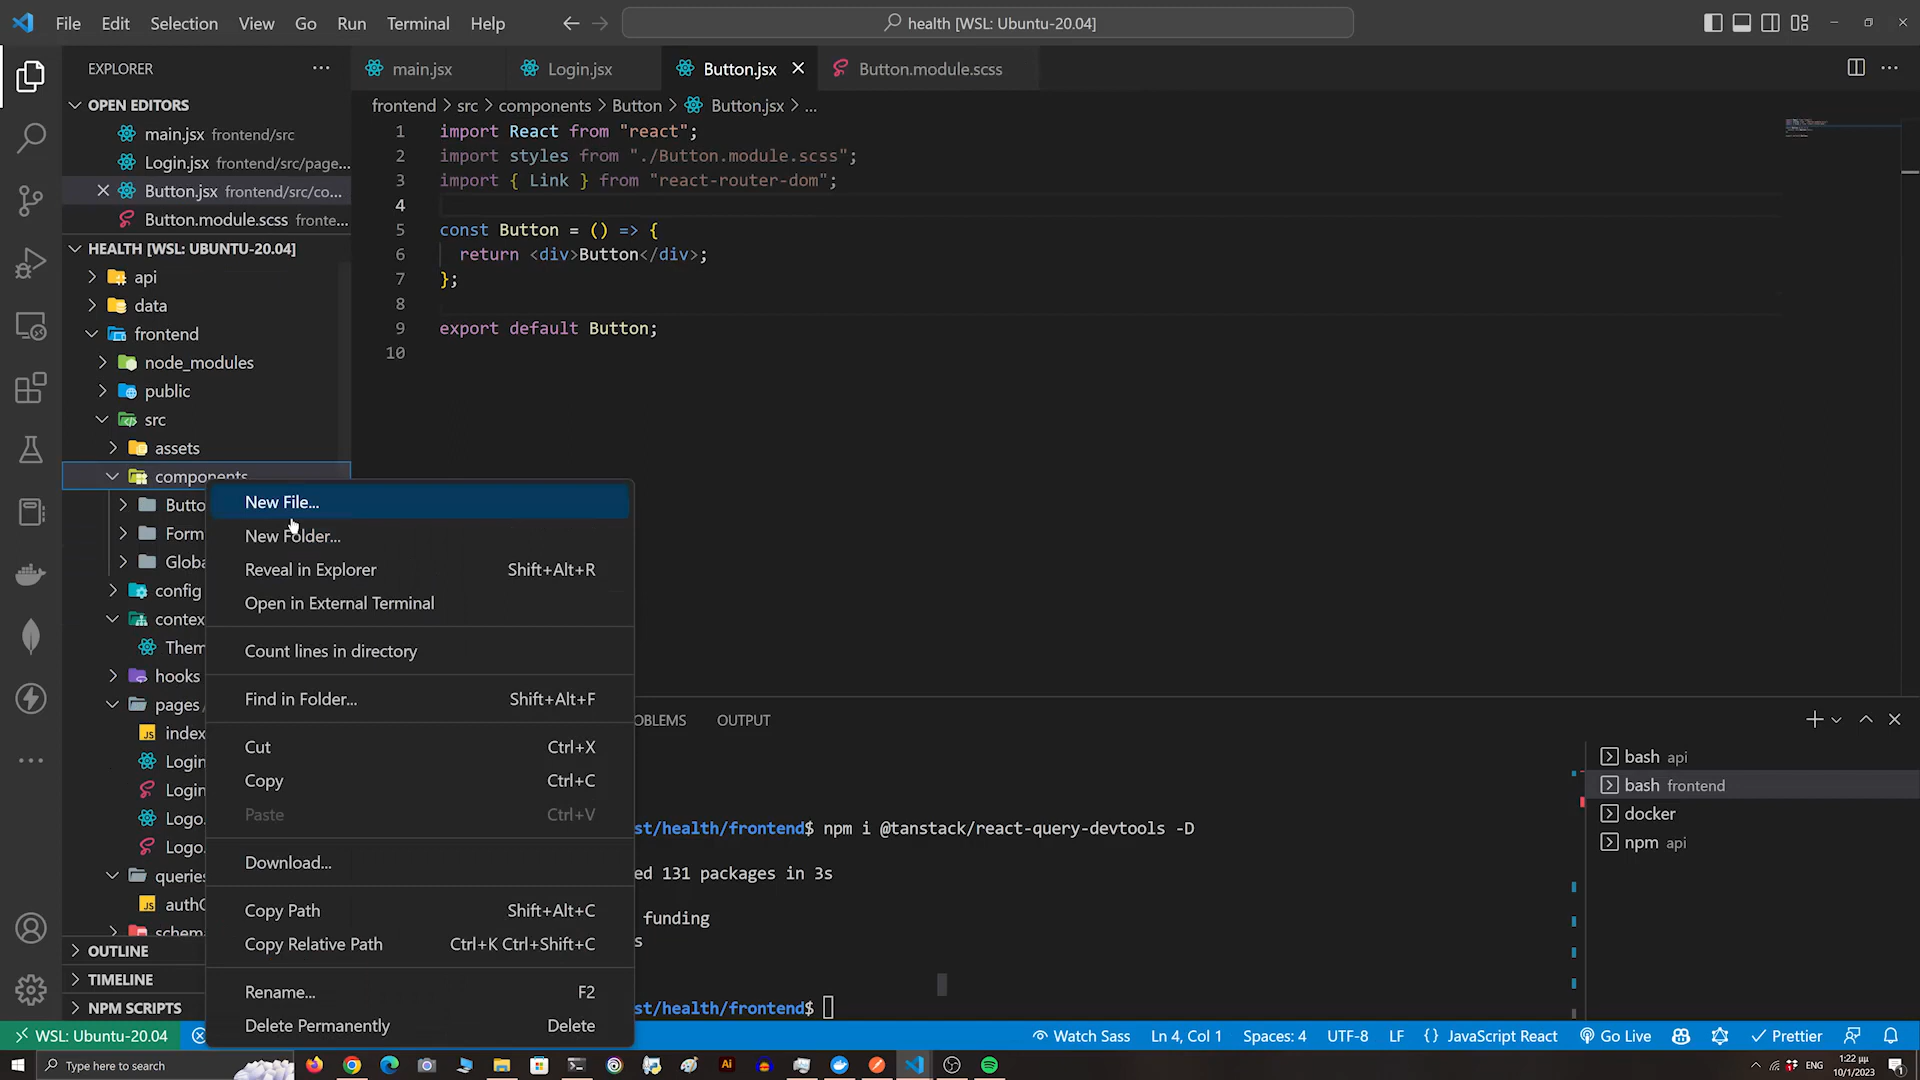 File Edit Selection View Go Run Terminal Help
health [WSL: Ubuntu-20.04]
EXPLORER
main.jsx
Login.jsx
Button.jsx
Button.module.scss
OPEN EDITORS
main.jsx frontend/src
Login.jsx frontend/src/page...
Button.jsx frontend/src/co...
Button.module.scss fronte...
HEALTH [WSL: UBUNTU-20.04]
api
data
frontend
node_modules
public
src
assets
components
Butto
Form
Globa
config
contex
Them
hooks
pages
index
Login
Login
Logo.
Logo.
queries
authC
schem
OUTLINE
TIMELINE
NPM SCRIPTS
frontend > src > components > Button > Button.jsx > ...
1 import React from "react";
2 import styles from "./Button.module.scss";
3 import { Link } from "react-router-dom";
4
5 const Button = () => {
6 return <div>Button</div>;
7 };
8
9 export default Button;
10
New File...
New Folder...
Reveal in Explorer Shift+Alt+R
Open in External Terminal
Count lines in directory
Find in Folder... Shift+Alt+F
Cut Ctrl+X
Copy Ctrl+C
Paste Ctrl+V
Download...
Copy Path Shift+Alt+C
Copy Relative Path Ctrl+K Ctrl+Shift+C
Rename... F2
Delete Permanently Delete
OBLEMS OUTPUT
st/health/frontend$ npm i @tanstack/react-query-devtools -D
ed 131 packages in 3s
funding
s
st/health/frontend$
bash api
bash frontend
docker
npm api
WSL: Ubuntu-20.04
Watch Sass Ln 4, Col 1 Spaces: 4 UTF-8 LF {} JavaScript React Go Live Prettier
Type here to search
Ai
ENG
1:22 μμ
10/1/2023
1